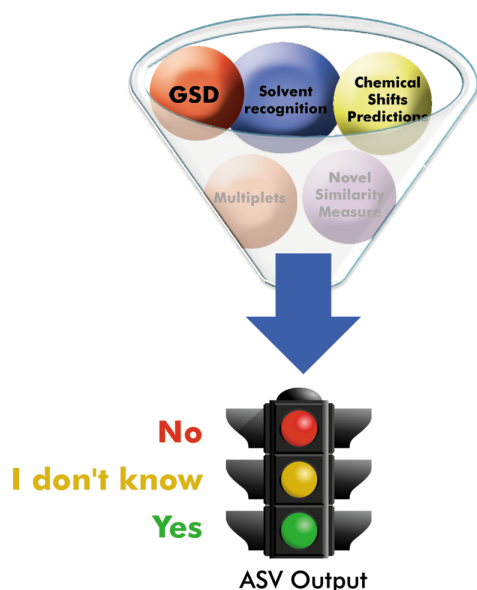 GSD
Solvent
recognition
Chemical
Shifts
Predictions
Multiplets
Novel
Similarity
Measure
No
I don't know
Yes
ASV Output